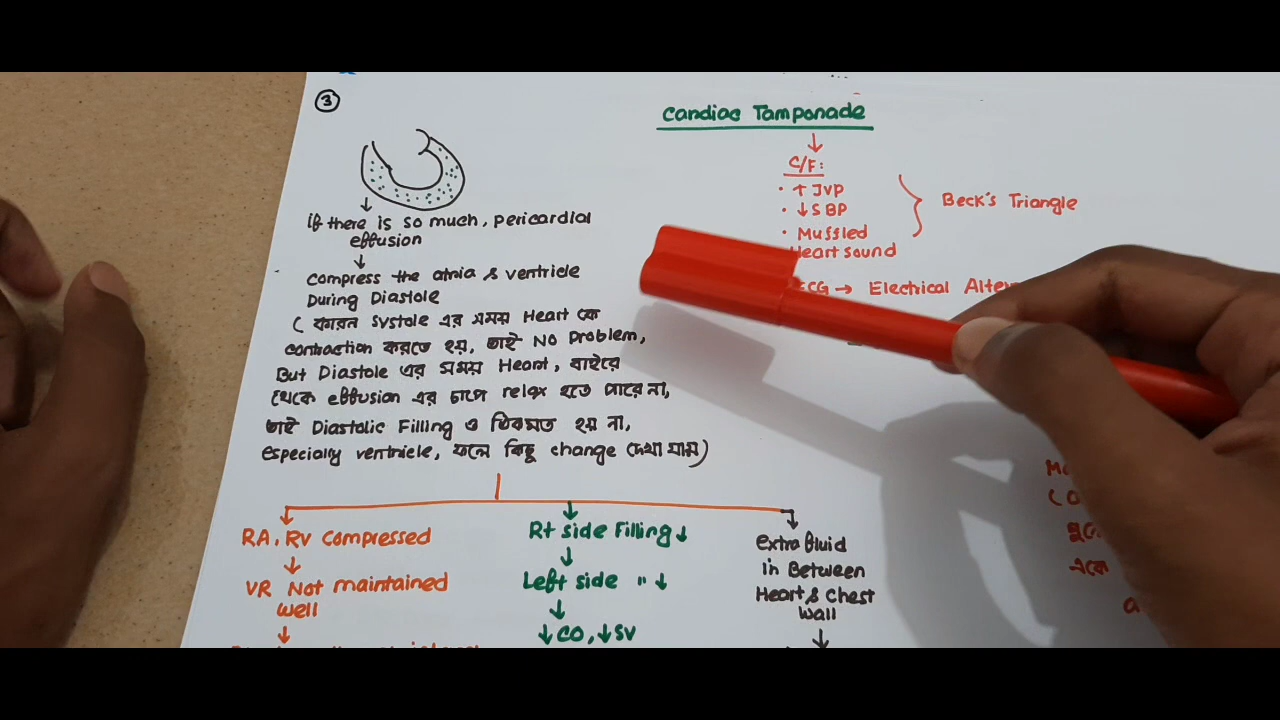 3
Cardiac Tamponade
↓
C/F:
• ↑ JVP
• ↓ SBP
• Muffled
Heart sound
} Beck's Triangle
ECG → Electrical
↓
If there is so much, pericardial
effusion
↓
compress the atria & ventricle
During Diastole
( কারন Systole এর সময় Heart কে
contraction করতে হয়, তাই No Problem,
But Diastole এর সময় Heart, বাইরে
থেকে effusion এর চাপে relax হতে পারে না,
তাই Diastolic Filling ও ঠিকমত হয় না,
especially ventricle, ফলে কিছু change দেখা যায়)
RA, RV compressed
↓
VR Not maintained
well
↓
Rt side Filling ↓
↓
Left side " ↓
↓
↓CO, ↓SV
Extra fluid
in Between
Heart & Chest
Wall
↓